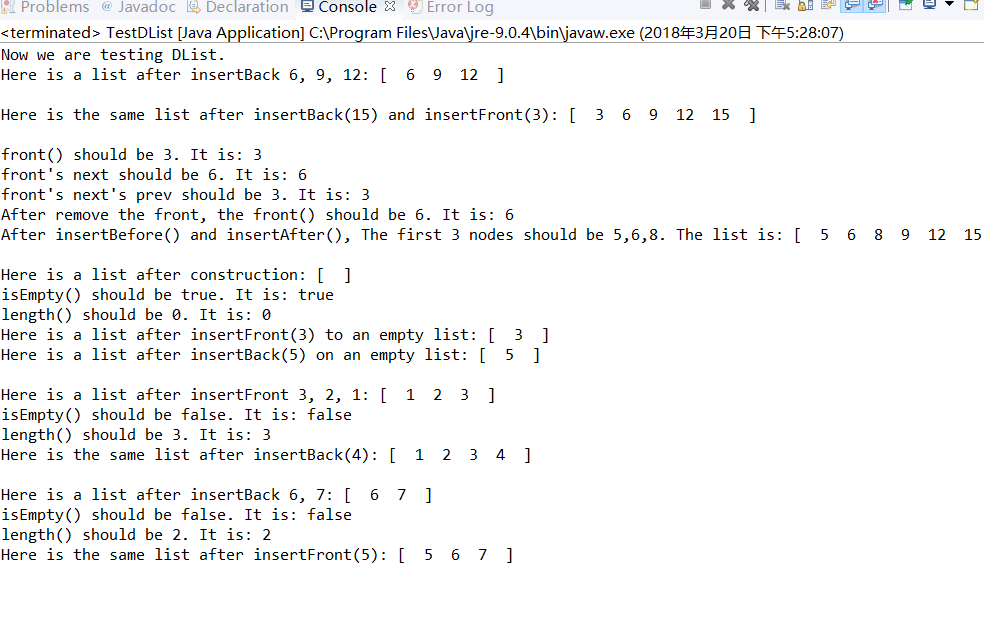 Problems @ Javadoc Declaration Console Error Log
<terminated> TestDList [Java Application] C:\Program Files\Java\jre-9.0.4\bin\javaw.exe (2018年3月20日 下午5:28:07)
Now we are testing DList.
Here is a list after insertBack 6, 9, 12: [  6  9  12  ]
Here is the same list after insertBack(15) and insertFront(3): [  3  6  9  12  15  ]
front() should be 3. It is: 3
front's next should be 6. It is: 6
front's next's prev should be 3. It is: 3
After remove the front, the front() should be 6. It is: 6
After insertBefore() and insertAfter(), The first 3 nodes should be 5,6,8. The list is: [  5  6  8  9  12  15
Here is a list after construction: [  ]
isEmpty() should be true. It is: true
length() should be 0. It is: 0
Here is a list after insertFront(3) to an empty list: [  3  ]
Here is a list after insertBack(5) on an empty list: [  5  ]
Here is a list after insertFront 3, 2, 1: [  1  2  3  ]
isEmpty() should be false. It is: false
length() should be 3. It is: 3
Here is the same list after insertBack(4): [  1  2  3  4  ]
Here is a list after insertBack 6, 7: [  6  7  ]
isEmpty() should be false. It is: false
length() should be 2. It is: 2
Here is the same list after insertFront(5): [  5  6  7  ]